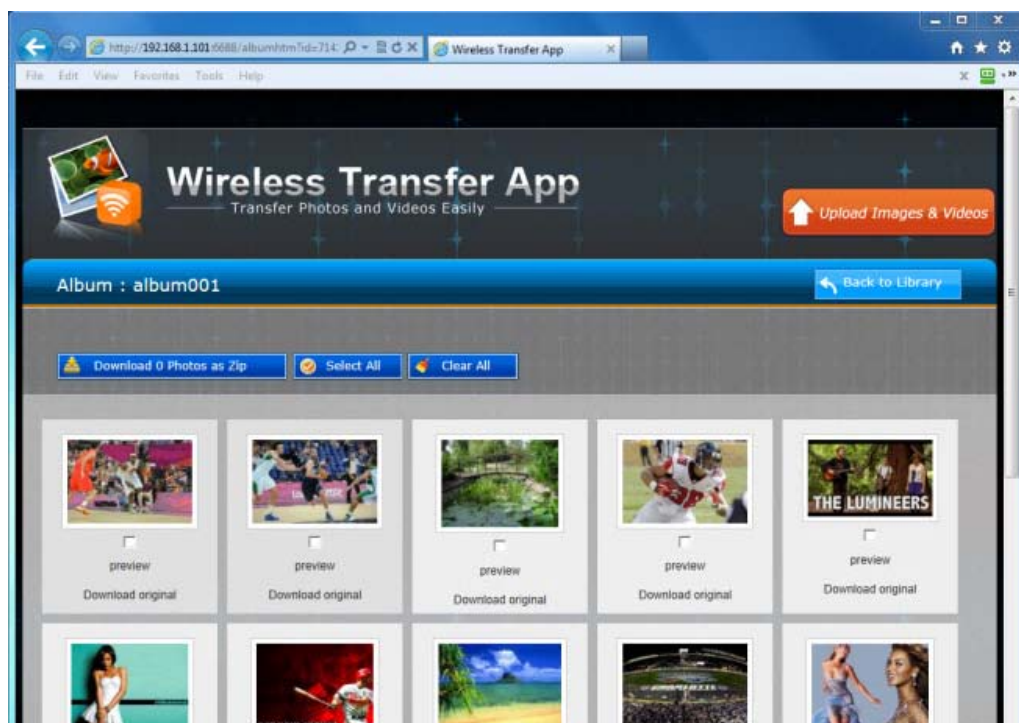 http://192.168.1.101:6688/albumhtm?id=714
Wireless Transfer App
File Edit View Favorites Tools Help
Wireless Transfer App
Transfer Photos and Videos Easily
Upload Images & Videos
Album : album001
Back to Library
Download 0 Photos as Zip
Select All
Clear All
THE LUMINEERS
preview
preview
preview
preview
preview
Download original
Download original
Download original
Download original
Download original